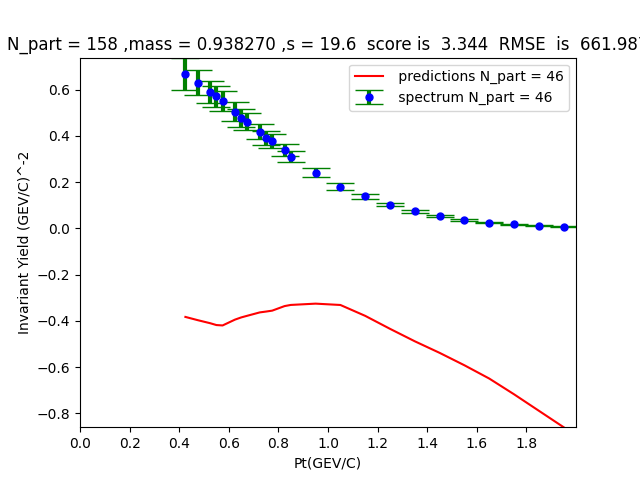 N_part = 158 ,mass = 0.938270 ,s = 19.6  score is  3.344  RMSE  is  661.987
predictions N_part = 46
spectrum N_part = 46
Invariant Yield (GEV/C)^-2
0.6
0.4
0.2
0.0
−0.2
−0.4
−0.6
−0.8
0.0 0.2 0.4 0.6 0.8 1.0 1.2 1.4 1.6 1.8
Pt(GEV/C)